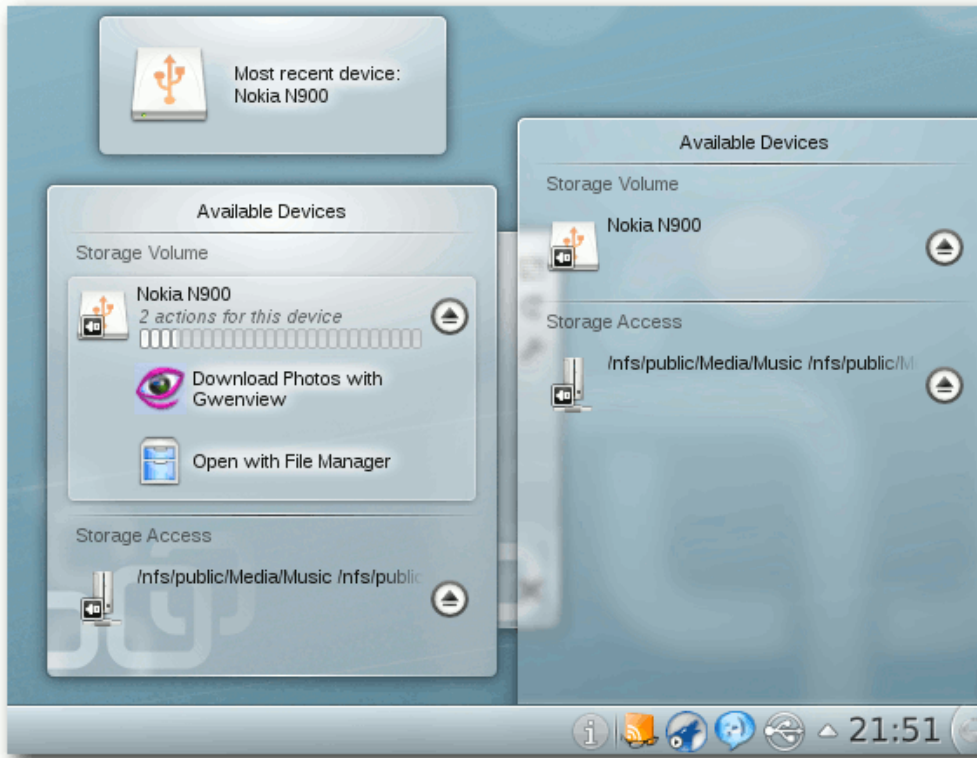 Most recent device:
Nokia N900
Available Devices
Storage Volume
Nokia N900
2 actions for this device
Download Photos with
Gwenview
Open with File Manager
Storage Access
/nfs/public/Media/Music /nfs/public
Available Devices
Storage Volume
Nokia N900
Storage Access
/nfs/public/Media/Music /nfs/public/M
21:51